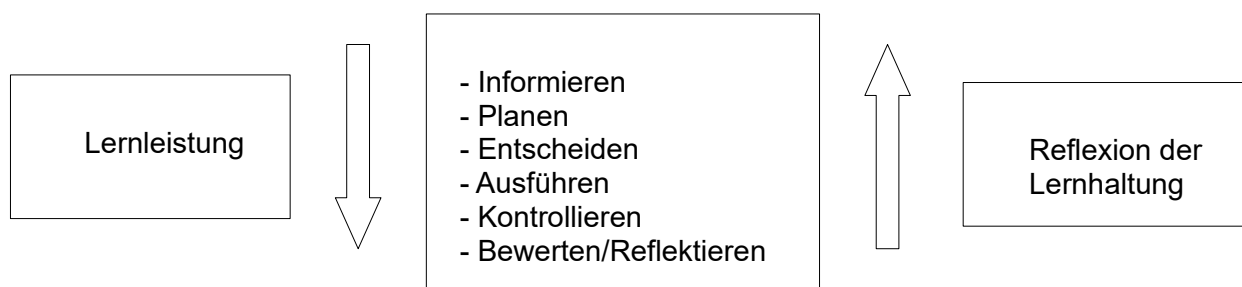 Lernleistung
- Informieren
- Planen
- Entscheiden
- Ausführen
- Kontrollieren
- Bewerten/Reflektieren
Reflexion der
Lernhaltung